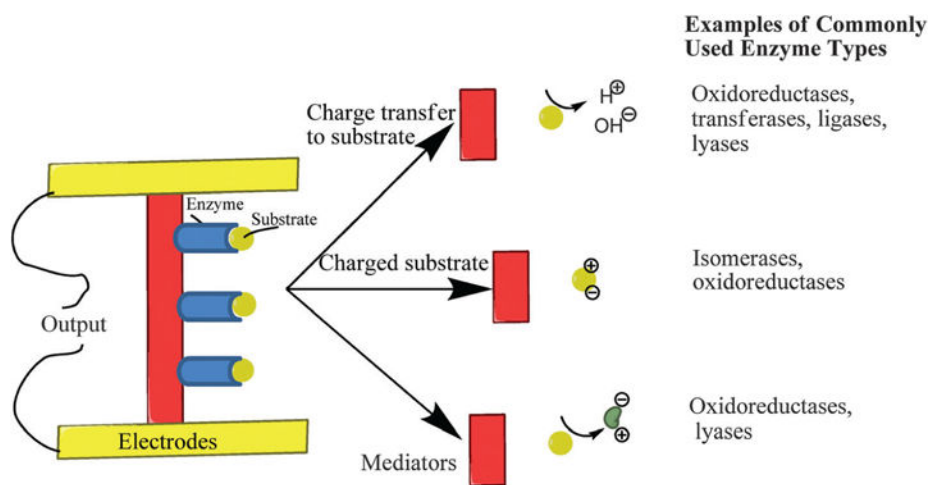 Examples of Commonly
Used Enzyme Types
Charge transfer
to substrate
H⊕
OH⊖
Oxidoreductases,
transferases, ligases,
lyases
Enzyme
Substrate
Charged substrate
⊕
⊖
Isomerases,
oxidoreductases
Output
Electrodes
Mediators
⊖
⊕
Oxidoreductases,
lyases